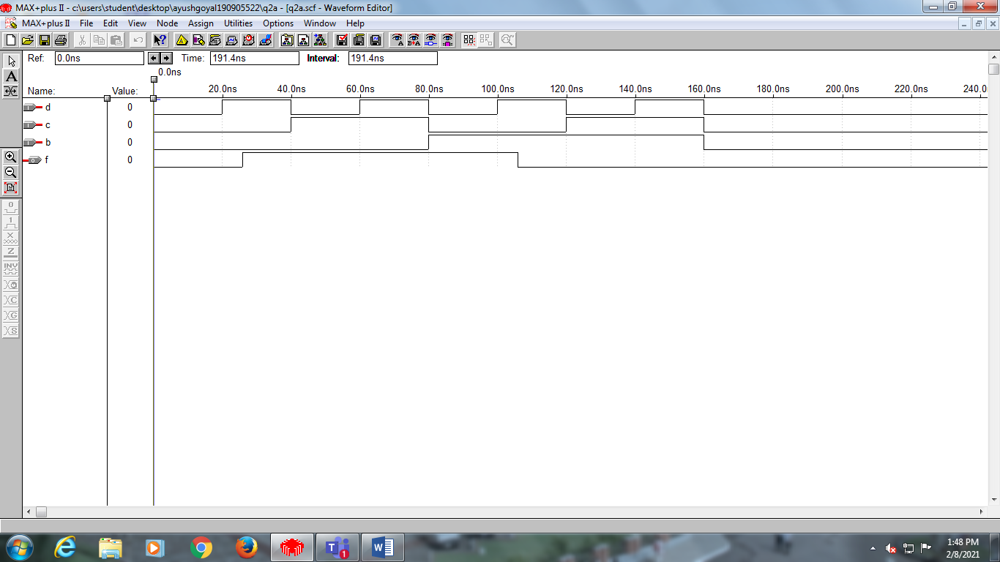 MAX+plus II - c:\users\student\desktop\ayushgoyal190905522\q2a - [q2a.scf - Waveform Editor]
MAX+plus II File Edit View Node Assign Utilities Options Window Help
Ref: 0.0ns Time: 191.4ns Interval: 191.4ns
0.0ns
Name: Value: 20.0ns 40.0ns 60.0ns 80.0ns 100.0ns 120.0ns 140.0ns 160.0ns 180.0ns 200.0ns 220.0ns 240.0
d 0
c 0
b 0
f 0
1:48 PM
2/8/2021